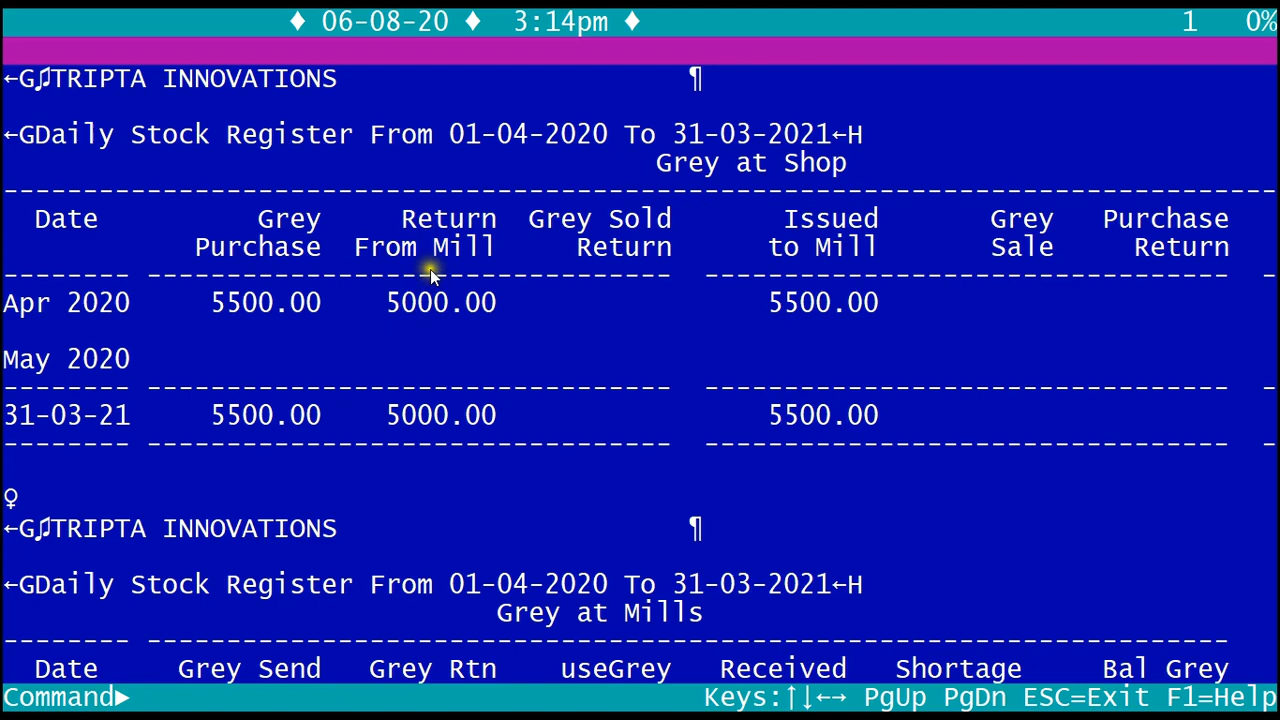 ♦ 06-08-20 ♦ 3:14pm ♦ 1 0%
←G♫TRIPTA INNOVATIONS ¶
←GDaily Stock Register From 01-04-2020 To 31-03-2021←H
Grey at Shop
--------------------------------------------------------------------------------
Date Grey Return Grey Sold Issued Grey Purchase
Purchase From Mill Return to Mill Sale Return
-------- --------------------------------- --------------------------------- -
Apr 2020 5500.00 5000.00 5500.00
May 2020
-------- --------------------------------- --------------------------------- -
31-03-21 5500.00 5000.00 5500.00
-------- --------------------------------- --------------------------------- -
♀
←G♫TRIPTA INNOVATIONS ¶
←GDaily Stock Register From 01-04-2020 To 31-03-2021←H
Grey at Mills
-------- --------------------------------------------------------------------
Date Grey Send Grey Rtn useGrey Received Shortage Bal Grey
Command► Keys:↑↓←→ PgUp PgDn ESC=Exit F1=Help